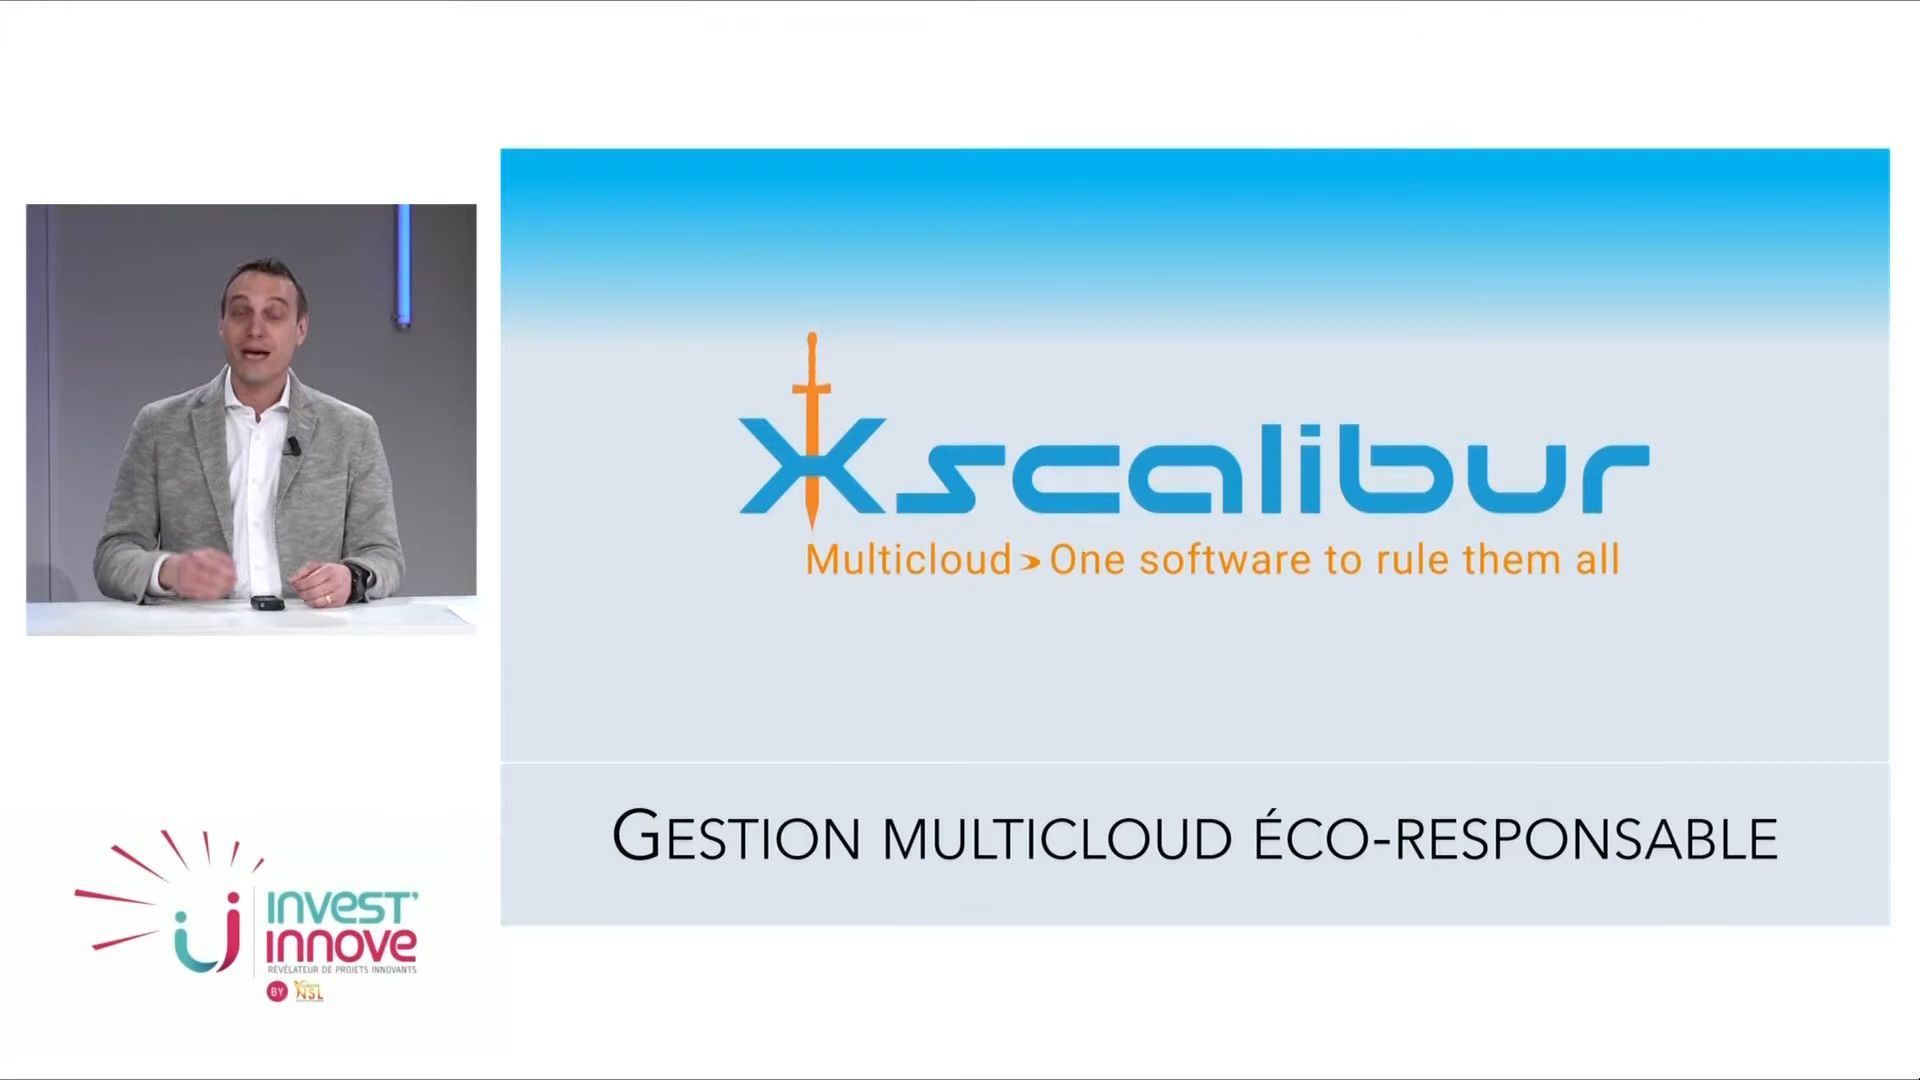 Xscalibur
Multicloud > One software to rule them all
GESTION MULTICLOUD ÉCO-RESPONSABLE
INVEST'
INNOVE
RÉVÉLATEUR DE PROJETS INNOVANTS
BY NSL